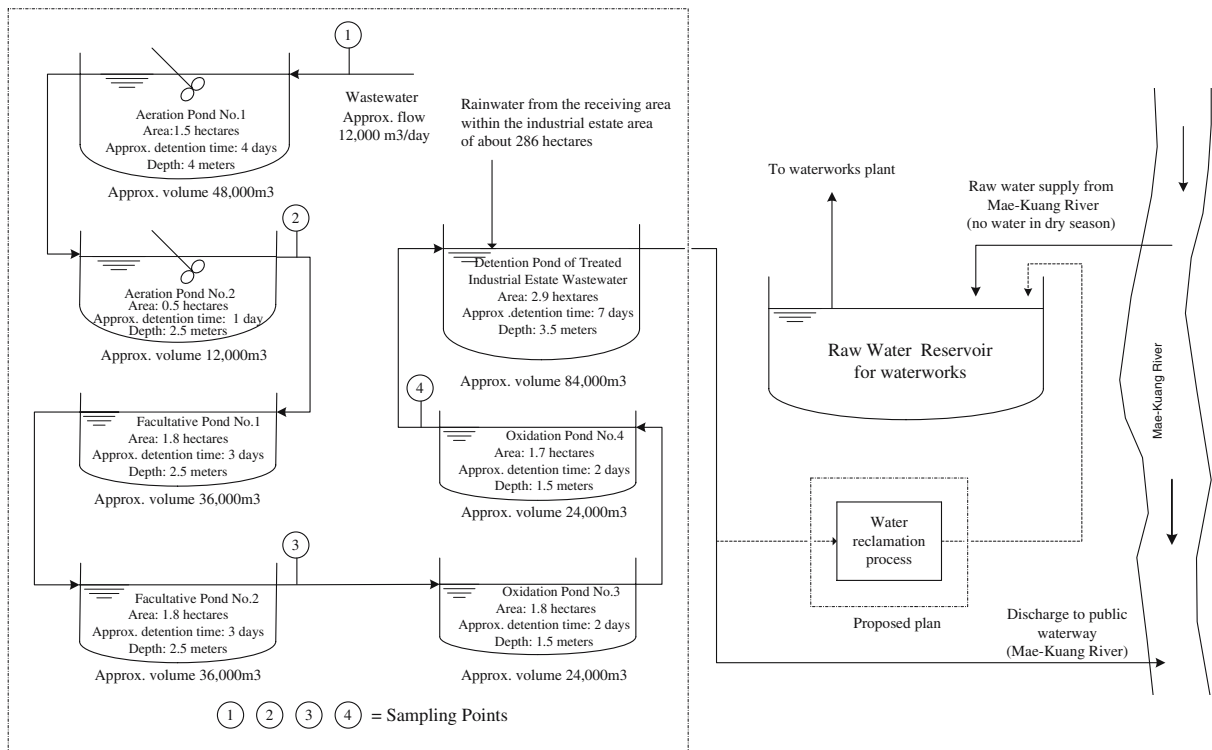 1
Wastewater
Approx. flow
12,000 m3/day
Aeration Pond No.1
Area:1.5 hectares
Approx. detention time: 4 days
Depth: 4 meters
Approx. volume 48,000m3
2
Aeration Pond No.2
Area: 0.5 hectares
Approx. detention time: 1 day
Depth: 2.5 meters
Approx. volume 12,000m3
Facultative Pond No.1
Area: 1.8 hectares
Approx. detention time: 3 days
Depth: 2.5 meters
Approx. volume 36,000m3
3
Facultative Pond No.2
Area: 1.8 hectares
Approx. detention time: 3 days
Depth: 2.5 meters
Approx. volume 36,000m3
Oxidation Pond No.3
Area: 1.8 hectares
Approx. detention time: 2 days
Depth: 1.5 meters
Approx. volume 24,000m3
4
Oxidation Pond No.4
Area: 1.7 hectares
Approx. detention time: 2 days
Depth: 1.5 meters
Approx. volume 24,000m3
Rainwater from the receiving area
within the industrial estate area
of about 286 hectares
Detention Pond of Treated
Industrial Estate Wastewater
Area: 2.9 hextares
Approx .detention time: 7 days
Depth: 3.5 meters
Approx. volume 84,000m3
1 2 3 4 = Sampling Points
To waterworks plant
Raw water supply from
Mae-Kuang River
(no water in dry season)
Raw Water Reservoir
for waterworks
Mae-Kuang River
Water
reclamation
process
Proposed plan
Discharge to public
waterway
(Mae-Kuang River)